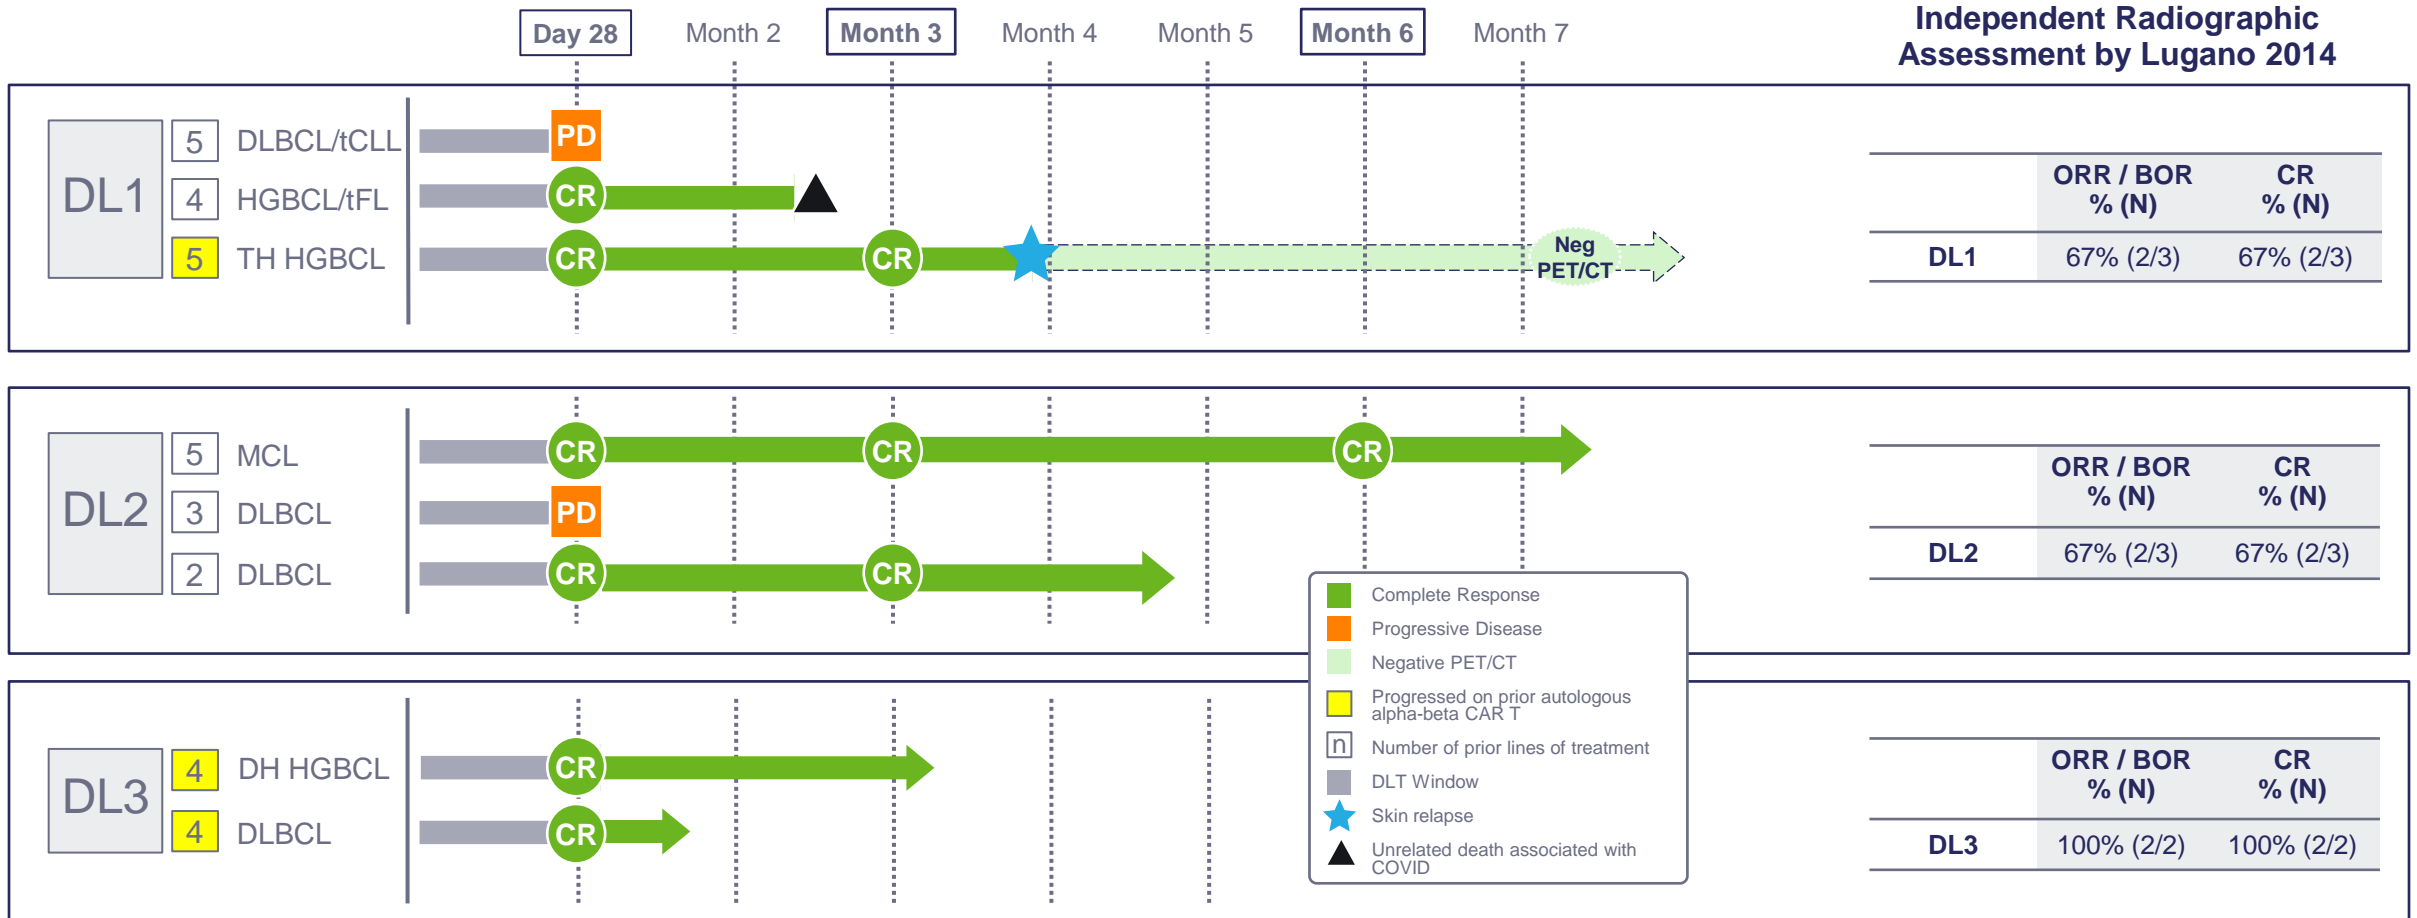 Day 28
Month 2
Month 3
Month 4
Month 5
Month 6
Month 7
Independent Radiographic
Assessment by Lugano 2014
DL1
5 DLBCL/tCLL
PD
4 HGBCL/tFL
CR
5 TH HGBCL
CR
CR
Neg
PET/CT
ORR / BOR
% (N)
CR
% (N)
DL1 67% (2/3) 67% (2/3)
DL2
5 MCL
CR
CR
CR
3 DLBCL
PD
2 DLBCL
CR
CR
ORR / BOR
% (N)
CR
% (N)
DL2 67% (2/3) 67% (2/3)
Complete Response
Progressive Disease
Negative PET/CT
Progressed on prior autologous
alpha-beta CAR T
n Number of prior lines of treatment
DLT Window
Skin relapse
Unrelated death associated with
COVID
DL3
4 DH HGBCL
CR
4 DLBCL
CR
ORR / BOR
% (N)
CR
% (N)
DL3 100% (2/2) 100% (2/2)